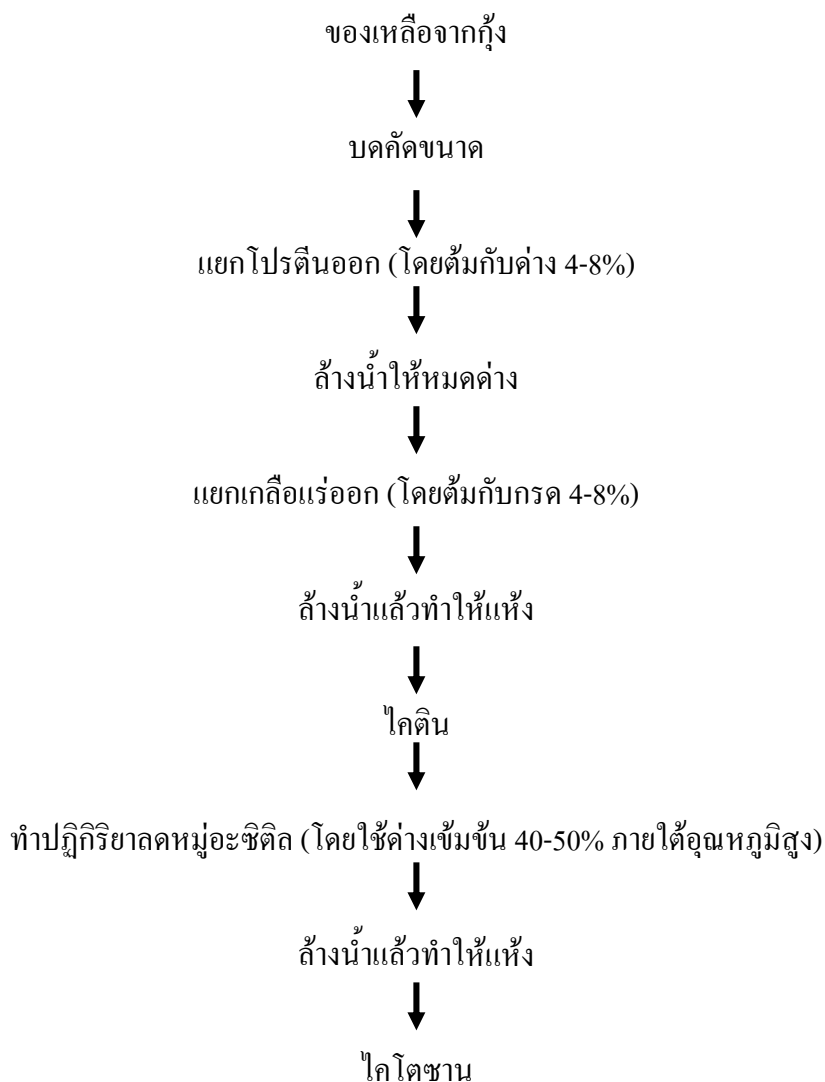 ของเหลือจากกุ้ง
บดคัดขนาด
แยกโปรตีนออก (โดยต้มกับด่าง 4-8%)
ล้างน้ำให้หมดด่าง
แยกเกลือแร่ออก (โดยต้มกับกรด 4-8%)
ล้างน้ำแล้วทำให้แห้ง
ไคติน
ทำปฏิกิริยาลดหมู่อะซิติล (โดยใช้ด่างเข้มข้น 40-50% ภายใต้อุณหภูมิสูง)
ล้างน้ำแล้วทำให้แห้ง
ไคโตซาน